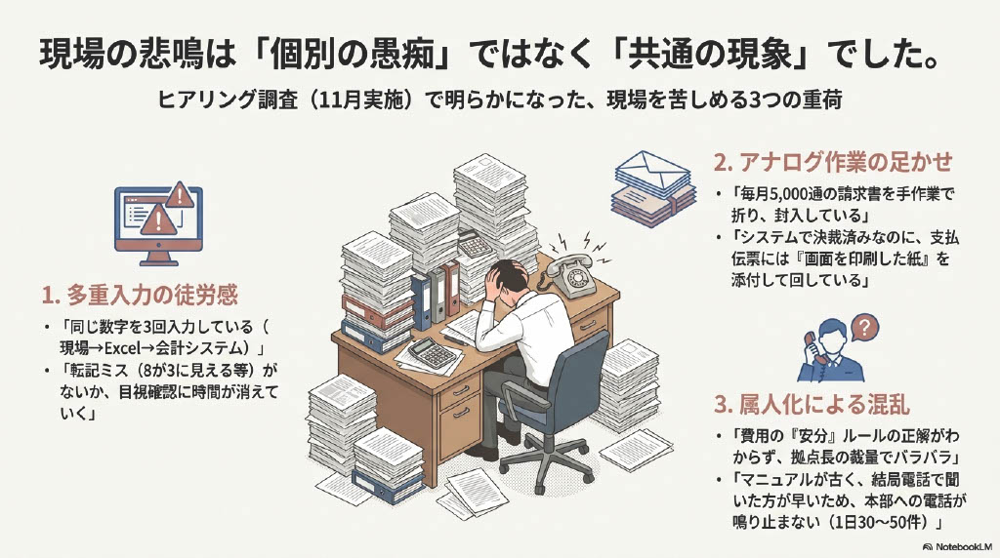 現場の悲鳴は「個別の愚痴」ではなく「共通の現象」でした。
ヒアリング調査（11月実施）で明らかになった、現場を苦しめる3つの重荷
1. 多重入力の徒労感
・「同じ数字を3回入力している（
現場→Excel→会計システム）」
・「転記ミス（8が3に見える等）が
ないか、目視確認に時間が消えて
いく」
2. アナログ作業の足かせ
・「毎月5,000通の請求書を手作業で
折り、封入している」
・「システムで決裁済みなのに、支払
伝票には『画面を印刷した紙』を
添付して回している」
3. 属人化による混乱
・「費用の『安分』ルールの正解がわ
からず、拠点長の裁量でバラバラ」
・「マニュアルが古く、結局電話で聞
いた方が早いため、本部への電話が
鳴り止まない（1日30〜50件）」
NotebookLM